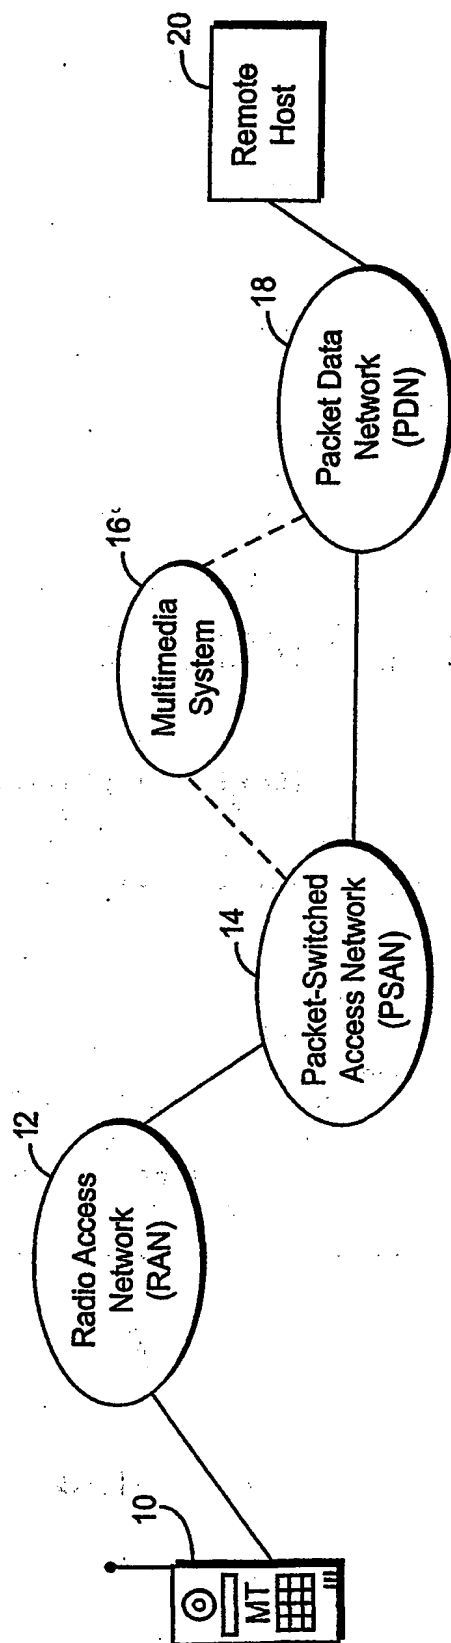 10
MT
12
Radio Access
Network
(RAN)
14
Packet-Switched
Access Network
(PSAN)
16
Multimedia
System
18
Packet Data
Network
(PDN)
20
Remote
Host